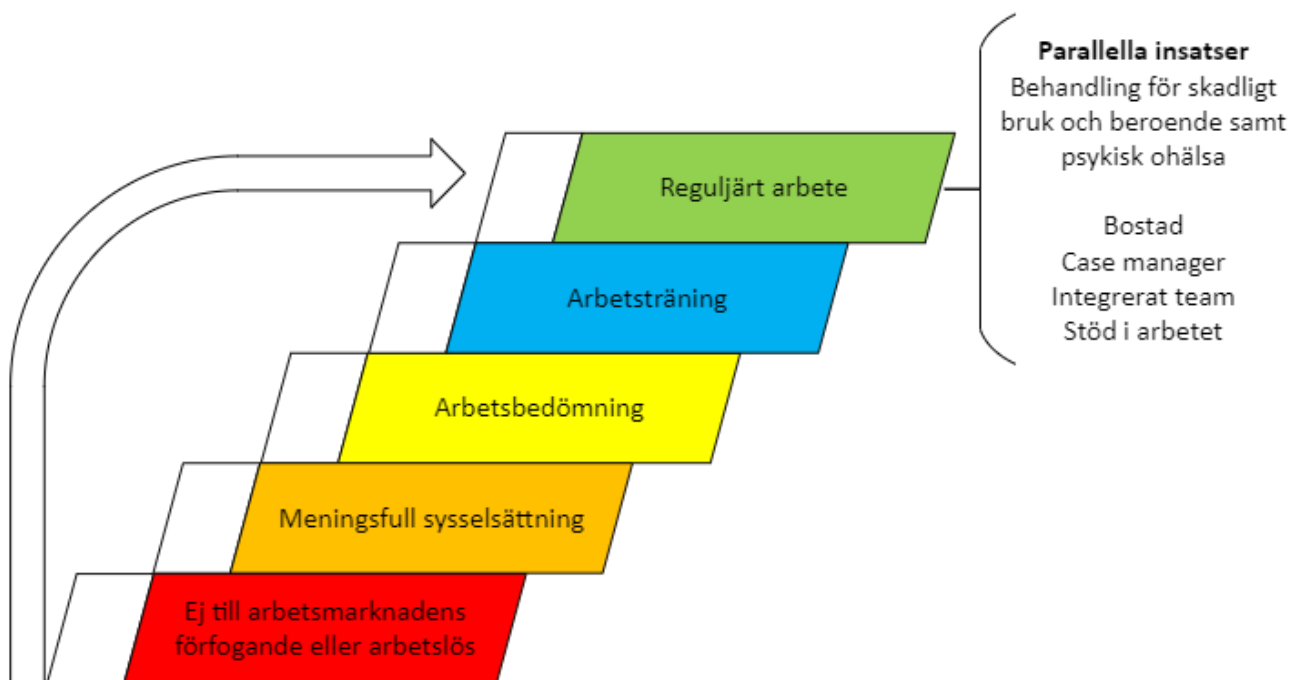 Parallella insatser
Behandling för skadligt
bruk och beroende samt
psykisk ohälsa
Bostad
Case manager
Integrerat team
Stöd i arbetet
Reguljärt arbete
Arbetsträning
Arbetsbedömning
Meningsfull sysselsättning
Ej till arbetsmarknadens
förfogande eller arbetslös